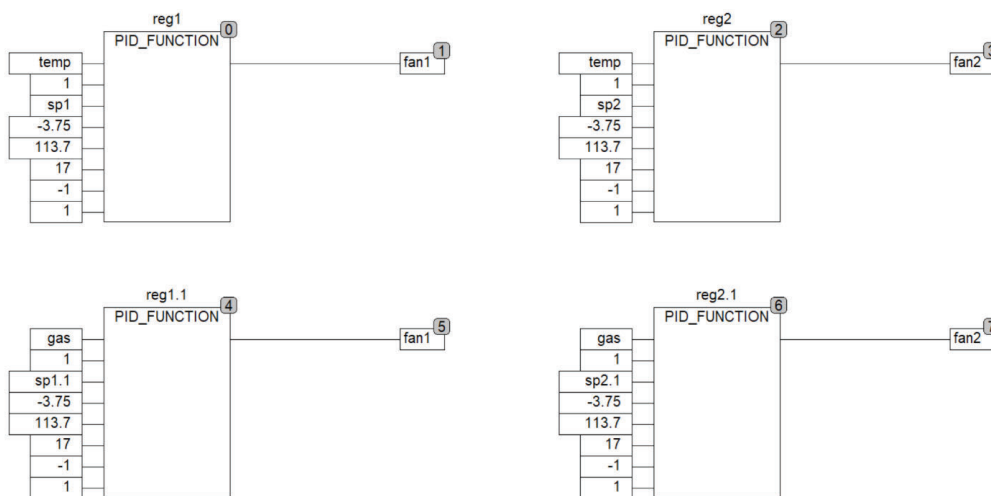 reg1
0
PID_FUNCTION
temp
1
sp1
-3.75
113.7
17
-1
1
fan1
1
reg2
2
PID_FUNCTION
temp
1
sp2
-3.75
113.7
17
-1
1
fan2
3
reg1.1
4
PID_FUNCTION
gas
1
sp1.1
-3.75
113.7
17
-1
1
fan1
5
reg2.1
6
PID_FUNCTION
gas
1
sp2.1
-3.75
113.7
17
-1
1
fan2
7